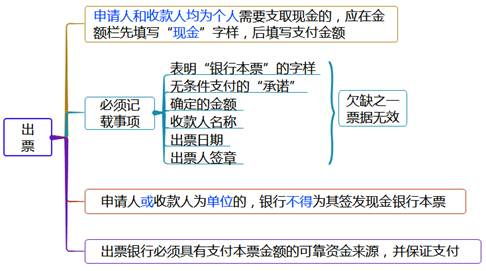 申请人和收款人均为个人需要支取现金的，应在金
额栏先填写“现金”字样，后填写支付金额
出
票
必须记
载事项
表明“银行本票”的字样
无条件支付的“承诺”
确定的金额
收款人名称
出票日期
出票人签章
欠缺之一
票据无效
申请人或收款人为单位的，银行不得为其签发现金银行本票
出票银行必须具有支付本票金额的可靠资金来源，并保证支付